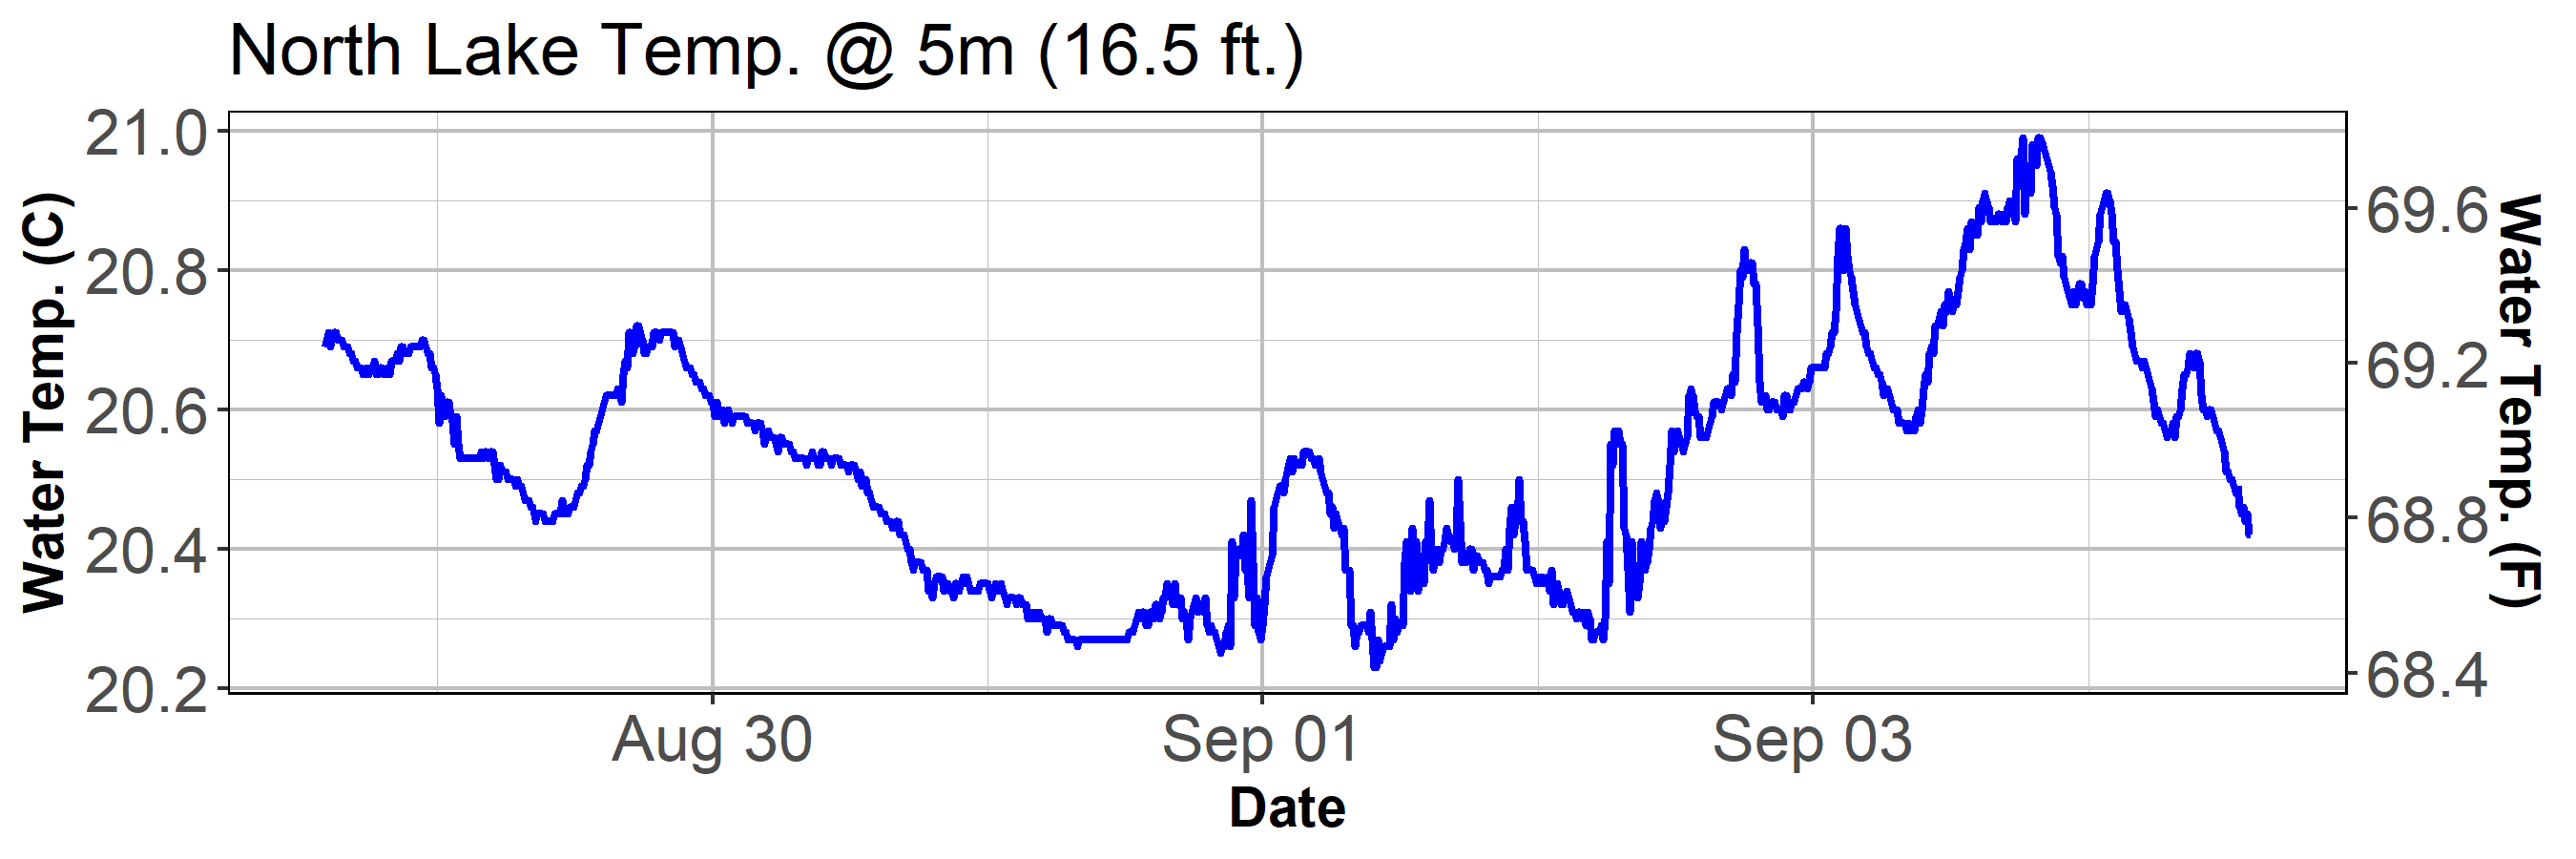 North Lake Temp. @ 5m (16.5 ft.)
Water Temp. (C)
21.0
20.8
20.6
20.4
20.2
69.6
69.2
68.8
68.4
Water Temp. (F)
Aug 30
Sep 01
Sep 03
Date